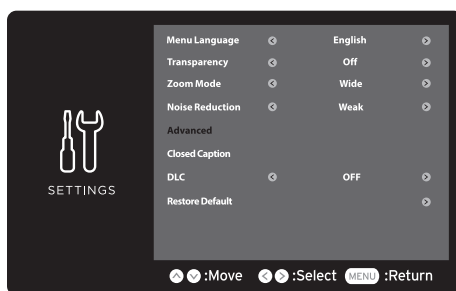 Menu Language English
Transparency Off
Zoom Mode Wide
Noise Reduction Weak
Advanced
Closed Caption
DLC OFF
Restore Default
SETTINGS
:Move :Select MENU :Return